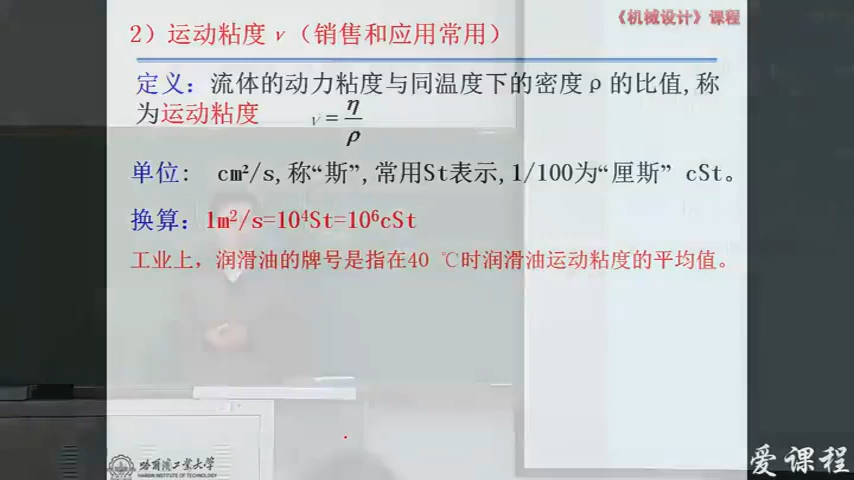 《机械设计》课程
2）运动粘度ν（销售和应用常用）
定义：流体的动力粘度与同温度下的密度ρ的比值,称
为运动粘度 ν=η/ρ
单位: cm²/s,称“斯”,常用St表示,1/100为“厘斯” cSt。
换算：1m²/s=10⁴St=10⁶cSt
工业上，润滑油的牌号是指在40 ℃时润滑油运动粘度的平均值。
哈尔滨工业大学
HARBIN INSTITUTE OF TECHNOLOGY
爱课程